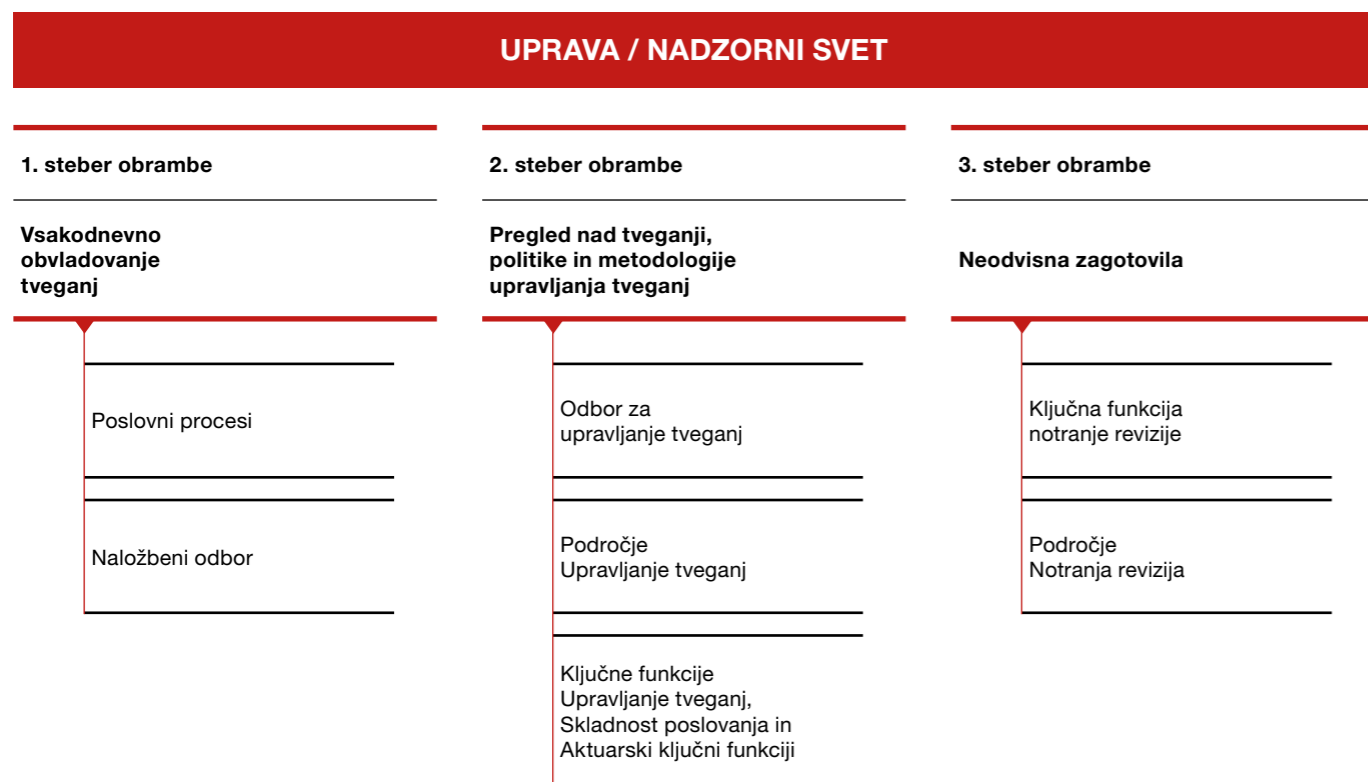 UPRAVA / NADZORNI SVET
1. steber obrambe
Vsakodnevno
obvladovanje
tveganj
Poslovni procesi
Naložbeni odbor
2. steber obrambe
Pregled nad tveganji,
politike in metodologije
upravljanja tveganj
Odbor za
upravljanje tveganj
Področje
Upravljanje tveganj
Ključne funkcije
Upravljanje tveganj,
Skladnost poslovanja in
Aktuarski ključni funkciji
3. steber obrambe
Neodvisna zagotovila
Ključna funkcija
notranje revizije
Področje
Notranja revizija